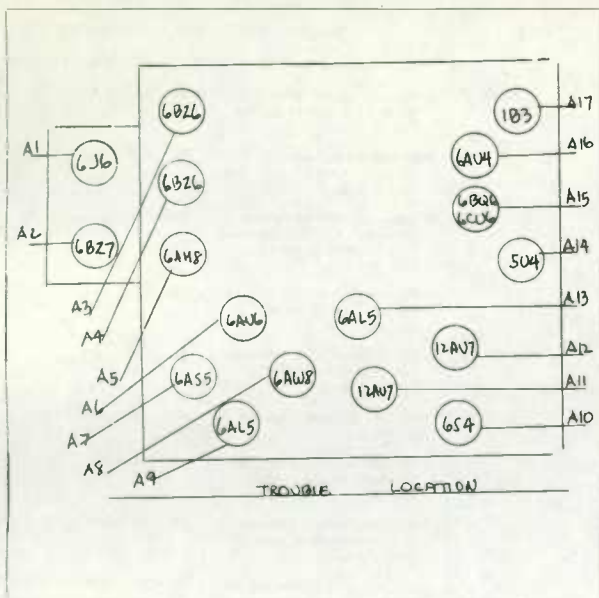 6BZ6
1B3
A17
A1
6J6
6AU4
A16
6BZ6
6BQ6
6CU6
A15
A2
6BZ7
6AH8
5U4
A14
A3
A4
6AU6
6AL5
A13
12AU7
A12
A5
6AS5
6AW8
12AU7
A11
A6
A7
6AL5
6S4
A10
A8
A9
TROUBLE LOCATION